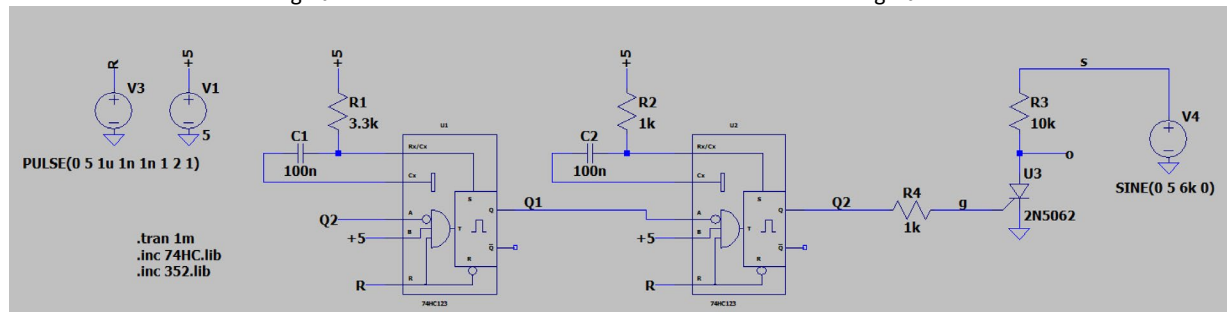 R
V3
PULSE(0 5 1u 1n 1n 1 2 1)
+5
V1
5
.tran 1m
.inc 74HC.lib
.inc 352.lib
+5
R1
3.3k
C1
100n
U1
Rx/Cx
Cx
S
A
B
T
Q
Q
R
R
74HC123
Q2
+5
R
Q1
+5
R2
1k
C2
100n
U2
Rx/Cx
Cx
S
A
B
T
Q
Q
R
R
74HC123
+5
R
Q2
R4
1k
g
s
R3
10k
o
U3
2N5062
V4
SINE(0 5 6k 0)